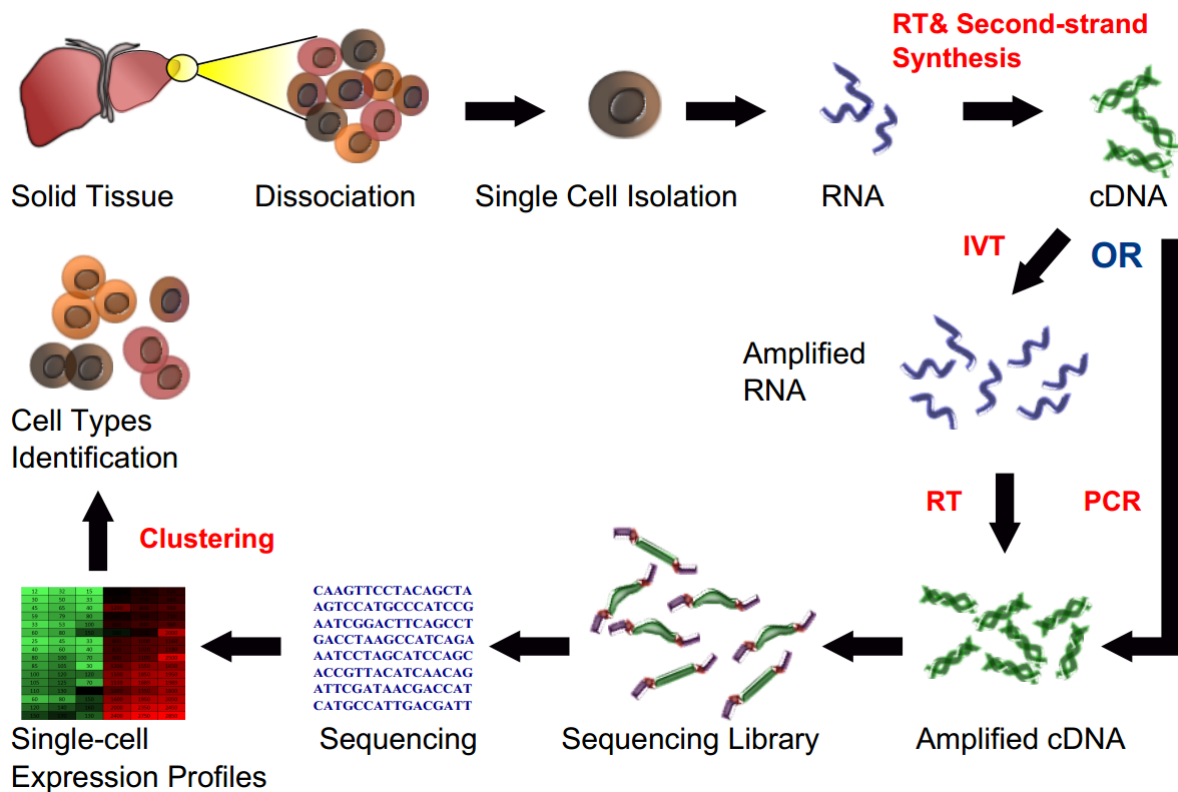 RT& Second-strand
Synthesis
Solid Tissue
Dissociation
Single Cell Isolation
RNA
cDNA
IVT
OR
Amplified
RNA
RT
PCR
Cell Types
Identification
Clustering
CAAGTTCCTACAGCTA
AGTCCATGCCCATCCG
AATCGGACTTCAGCCT
GACCTAAGCCATCAGA
AATCCTAGCATCCAGC
ACCGTTACATCAACAG
ATTCGATAACGACCAT
CATGCCATTGACGATT
Single-cell
Expression Profiles
Sequencing
Sequencing Library
Amplified cDNA